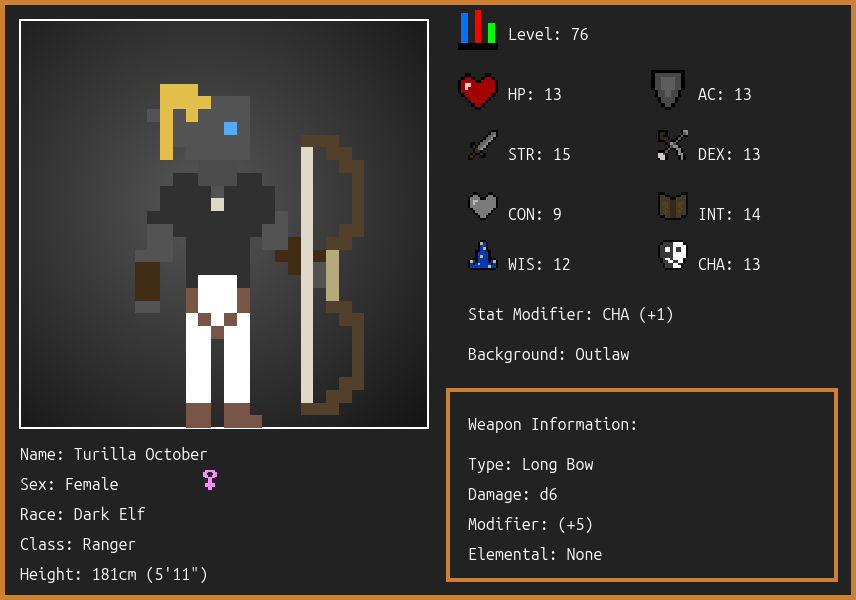 Level: 76
HP: 13
AC: 13
STR: 15
DEX: 13
CON: 9
INT: 14
WIS: 12
CHA: 13
Stat Modifier: CHA (+1)
Background: Outlaw
Weapon Information:
Type: Long Bow
Damage: d6
Modifier: (+5)
Elemental: None
Name: Turilla October
Sex: Female
Race: Dark Elf
Class: Ranger
Height: 181cm (5'11")